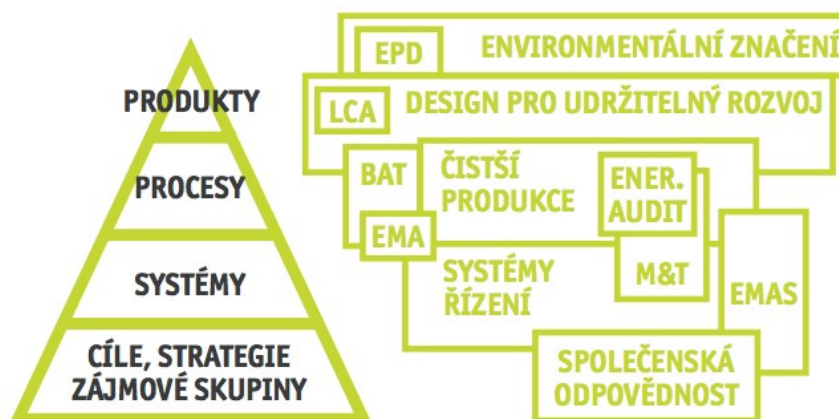 PRODUKTY
PROCESY
SYSTÉMY
CÍLE, STRATEGIE
ZÁJMOVÉ SKUPINY
EPD
ENVIRONMENTÁLNÍ ZNAČENÍ
LCA
DESIGN PRO UDRŽITELNÝ ROZVOJ
BAT
ČISTŠÍ
PRODUKCE
ENER.
AUDIT
EMA
SYSTÉMY
ŘÍZENÍ
M&T
EMAS
SPOLEČENSKÁ
ODPOVĚDNOST